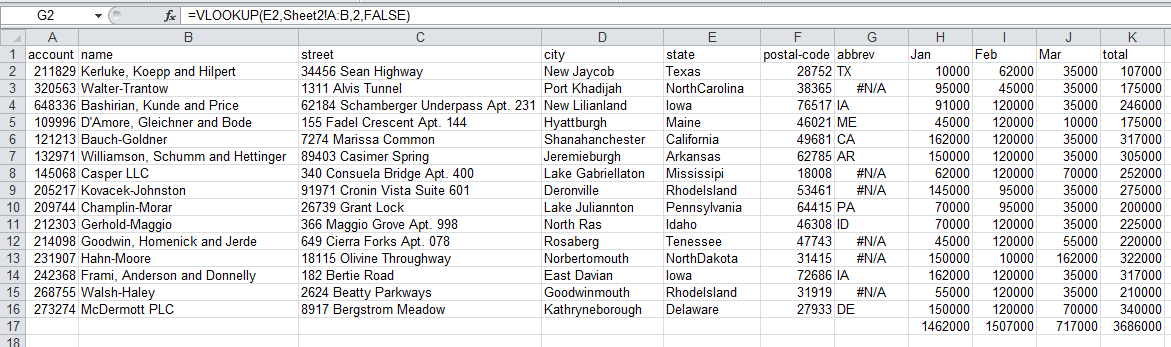 G2 fx =VLOOKUP(E2,Sheet2!A:B,2,FALSE)
A B C D E F G H I J K
1 account name street city state postal-code abbrev Jan Feb Mar total
2 211829 Kerluke, Koepp and Hilpert 34456 Sean Highway New Jaycob Texas 28752 TX 10000 62000 35000 107000
3 320563 Walter-Trantow 1311 Alvis Tunnel Port Khadijah NorthCarolina 38365 #N/A 95000 45000 35000 175000
4 648336 Bashirian, Kunde and Price 62184 Schamberger Underpass Apt. 231 New Lilianland Iowa 76517 IA 91000 120000 35000 246000
5 109996 D'Amore, Gleichner and Bode 155 Fadel Crescent Apt. 144 Hyattburgh Maine 46021 ME 45000 120000 10000 175000
6 121213 Bauch-Goldner 7274 Marissa Common Shanahanchester California 49681 CA 162000 120000 35000 317000
7 132971 Williamson, Schumm and Hettinger 89403 Casimer Spring Jeremieburgh Arkansas 62785 AR 150000 120000 35000 305000
8 145068 Casper LLC 340 Consuela Bridge Apt. 400 Lake Gabriellaton Mississipi 18008 #N/A 62000 120000 70000 252000
9 205217 Kovacek-Johnston 91971 Cronin Vista Suite 601 Deronville RhodeIsland 53461 #N/A 145000 95000 35000 275000
10 209744 Champlin-Morar 26739 Grant Lock Lake Juliannton Pennsylvania 64415 PA 70000 95000 35000 200000
11 212303 Gerhold-Maggio 366 Maggio Grove Apt. 998 North Ras Idaho 46308 ID 70000 120000 35000 225000
12 214098 Goodwin, Homenick and Jerde 649 Cierra Forks Apt. 078 Rosaberg Tenessee 47743 #N/A 45000 120000 55000 220000
13 231907 Hahn-Moore 18115 Olivine Throughway Norbertomouth NorthDakota 31415 #N/A 150000 10000 162000 322000
14 242368 Frami, Anderson and Donnelly 182 Bertie Road East Davian Iowa 72686 IA 162000 120000 35000 317000
15 268755 Walsh-Haley 2624 Beatty Parkways Goodwinmouth RhodeIsland 31919 #N/A 55000 120000 35000 210000
16 273274 McDermott PLC 8917 Bergstrom Meadow Kathryneborough Delaware 27933 DE 150000 120000 70000 340000
17 1462000 1507000 717000 3686000
18